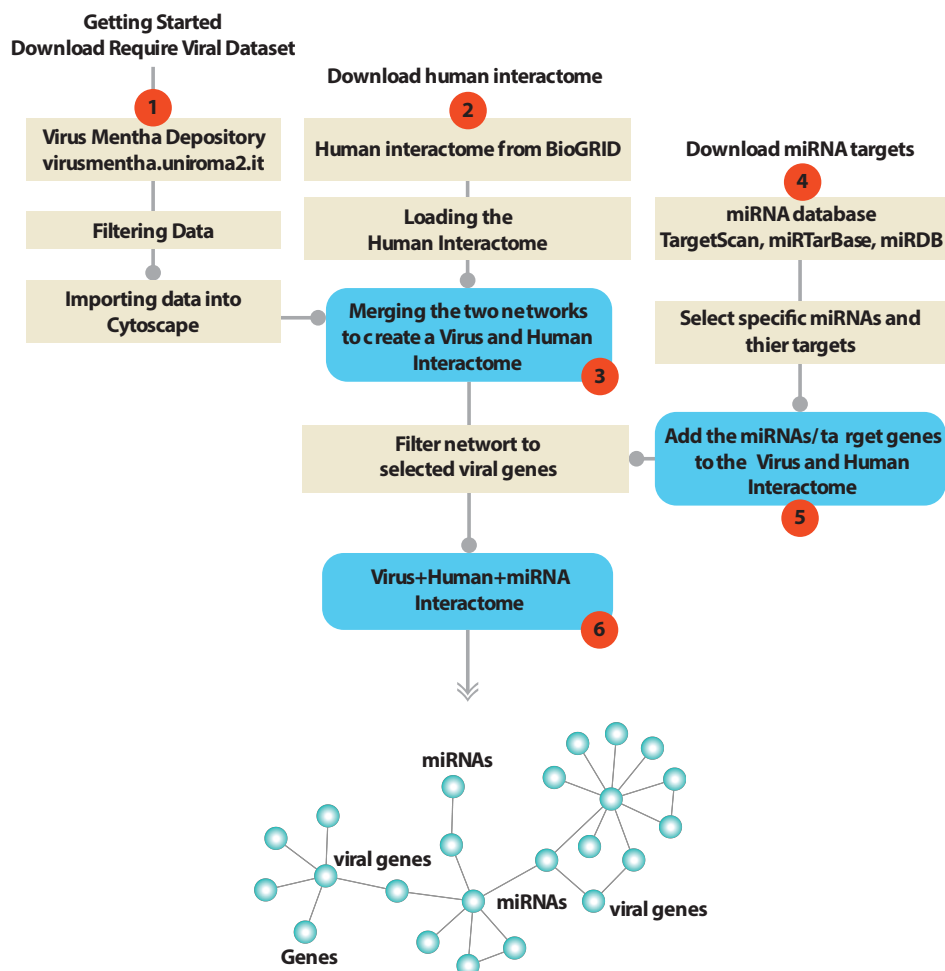 Getting Started
Download Require Viral Dataset
1
Virus Mentha Depository
virusmentha.uniroma2.it
Filtering Data
Importing data into
Cytoscape
Download human interactome
2
Human interactome from BioGRID
Loading the
Human Interactome
Merging the two networks
to create a Virus and Human
Interactome
3
Download miRNA targets
4
miRNA database
TargetScan, miRTarBase, miRDB
Select specific miRNAs and
thier targets
Add the miRNAs/ta rget genes
to the Virus and Human
Interactome
5
Filter networt to
selected viral genes
Virus+Human+miRNA
Interactome
6
miRNAs
viral genes
miRNAs
viral genes
Genes